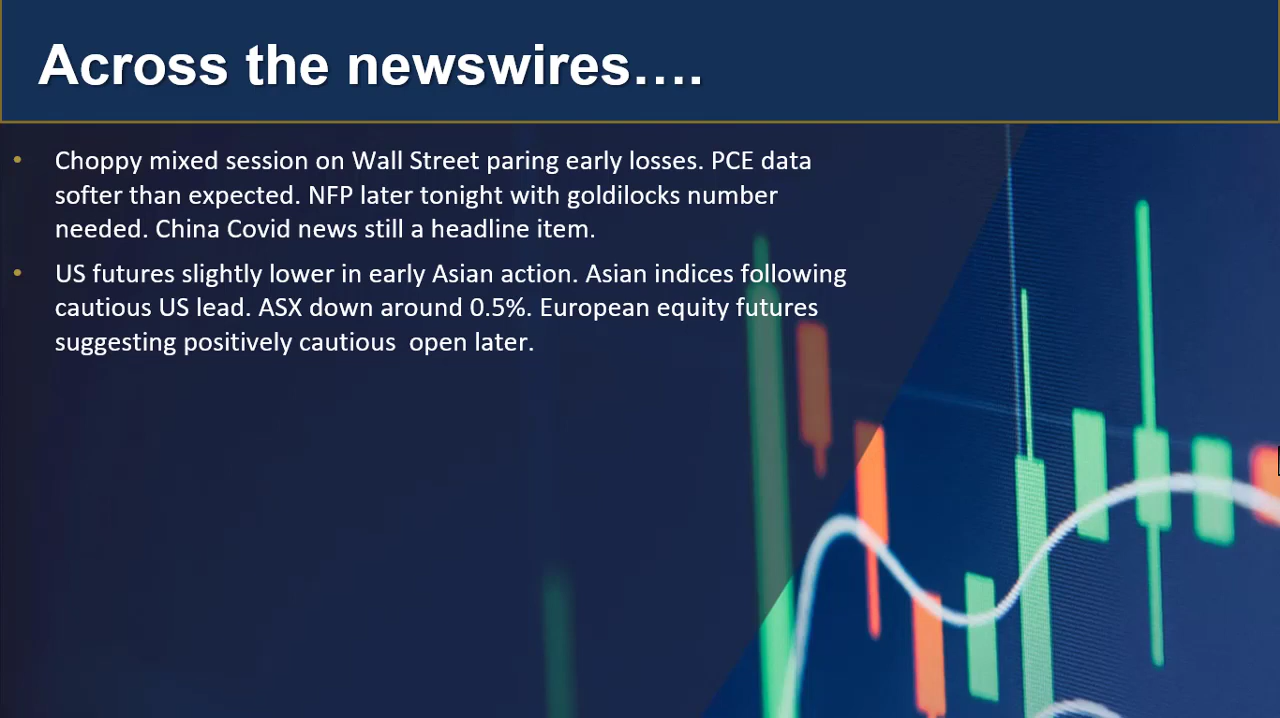 Across the newswires….
• Choppy mixed session on Wall Street paring early losses. PCE data
softer than expected. NFP later tonight with goldilocks number
needed. China Covid news still a headline item.
• US futures slightly lower in early Asian action. Asian indices following
cautious US lead. ASX down around 0.5%. European equity futures
suggesting positively cautious  open later.